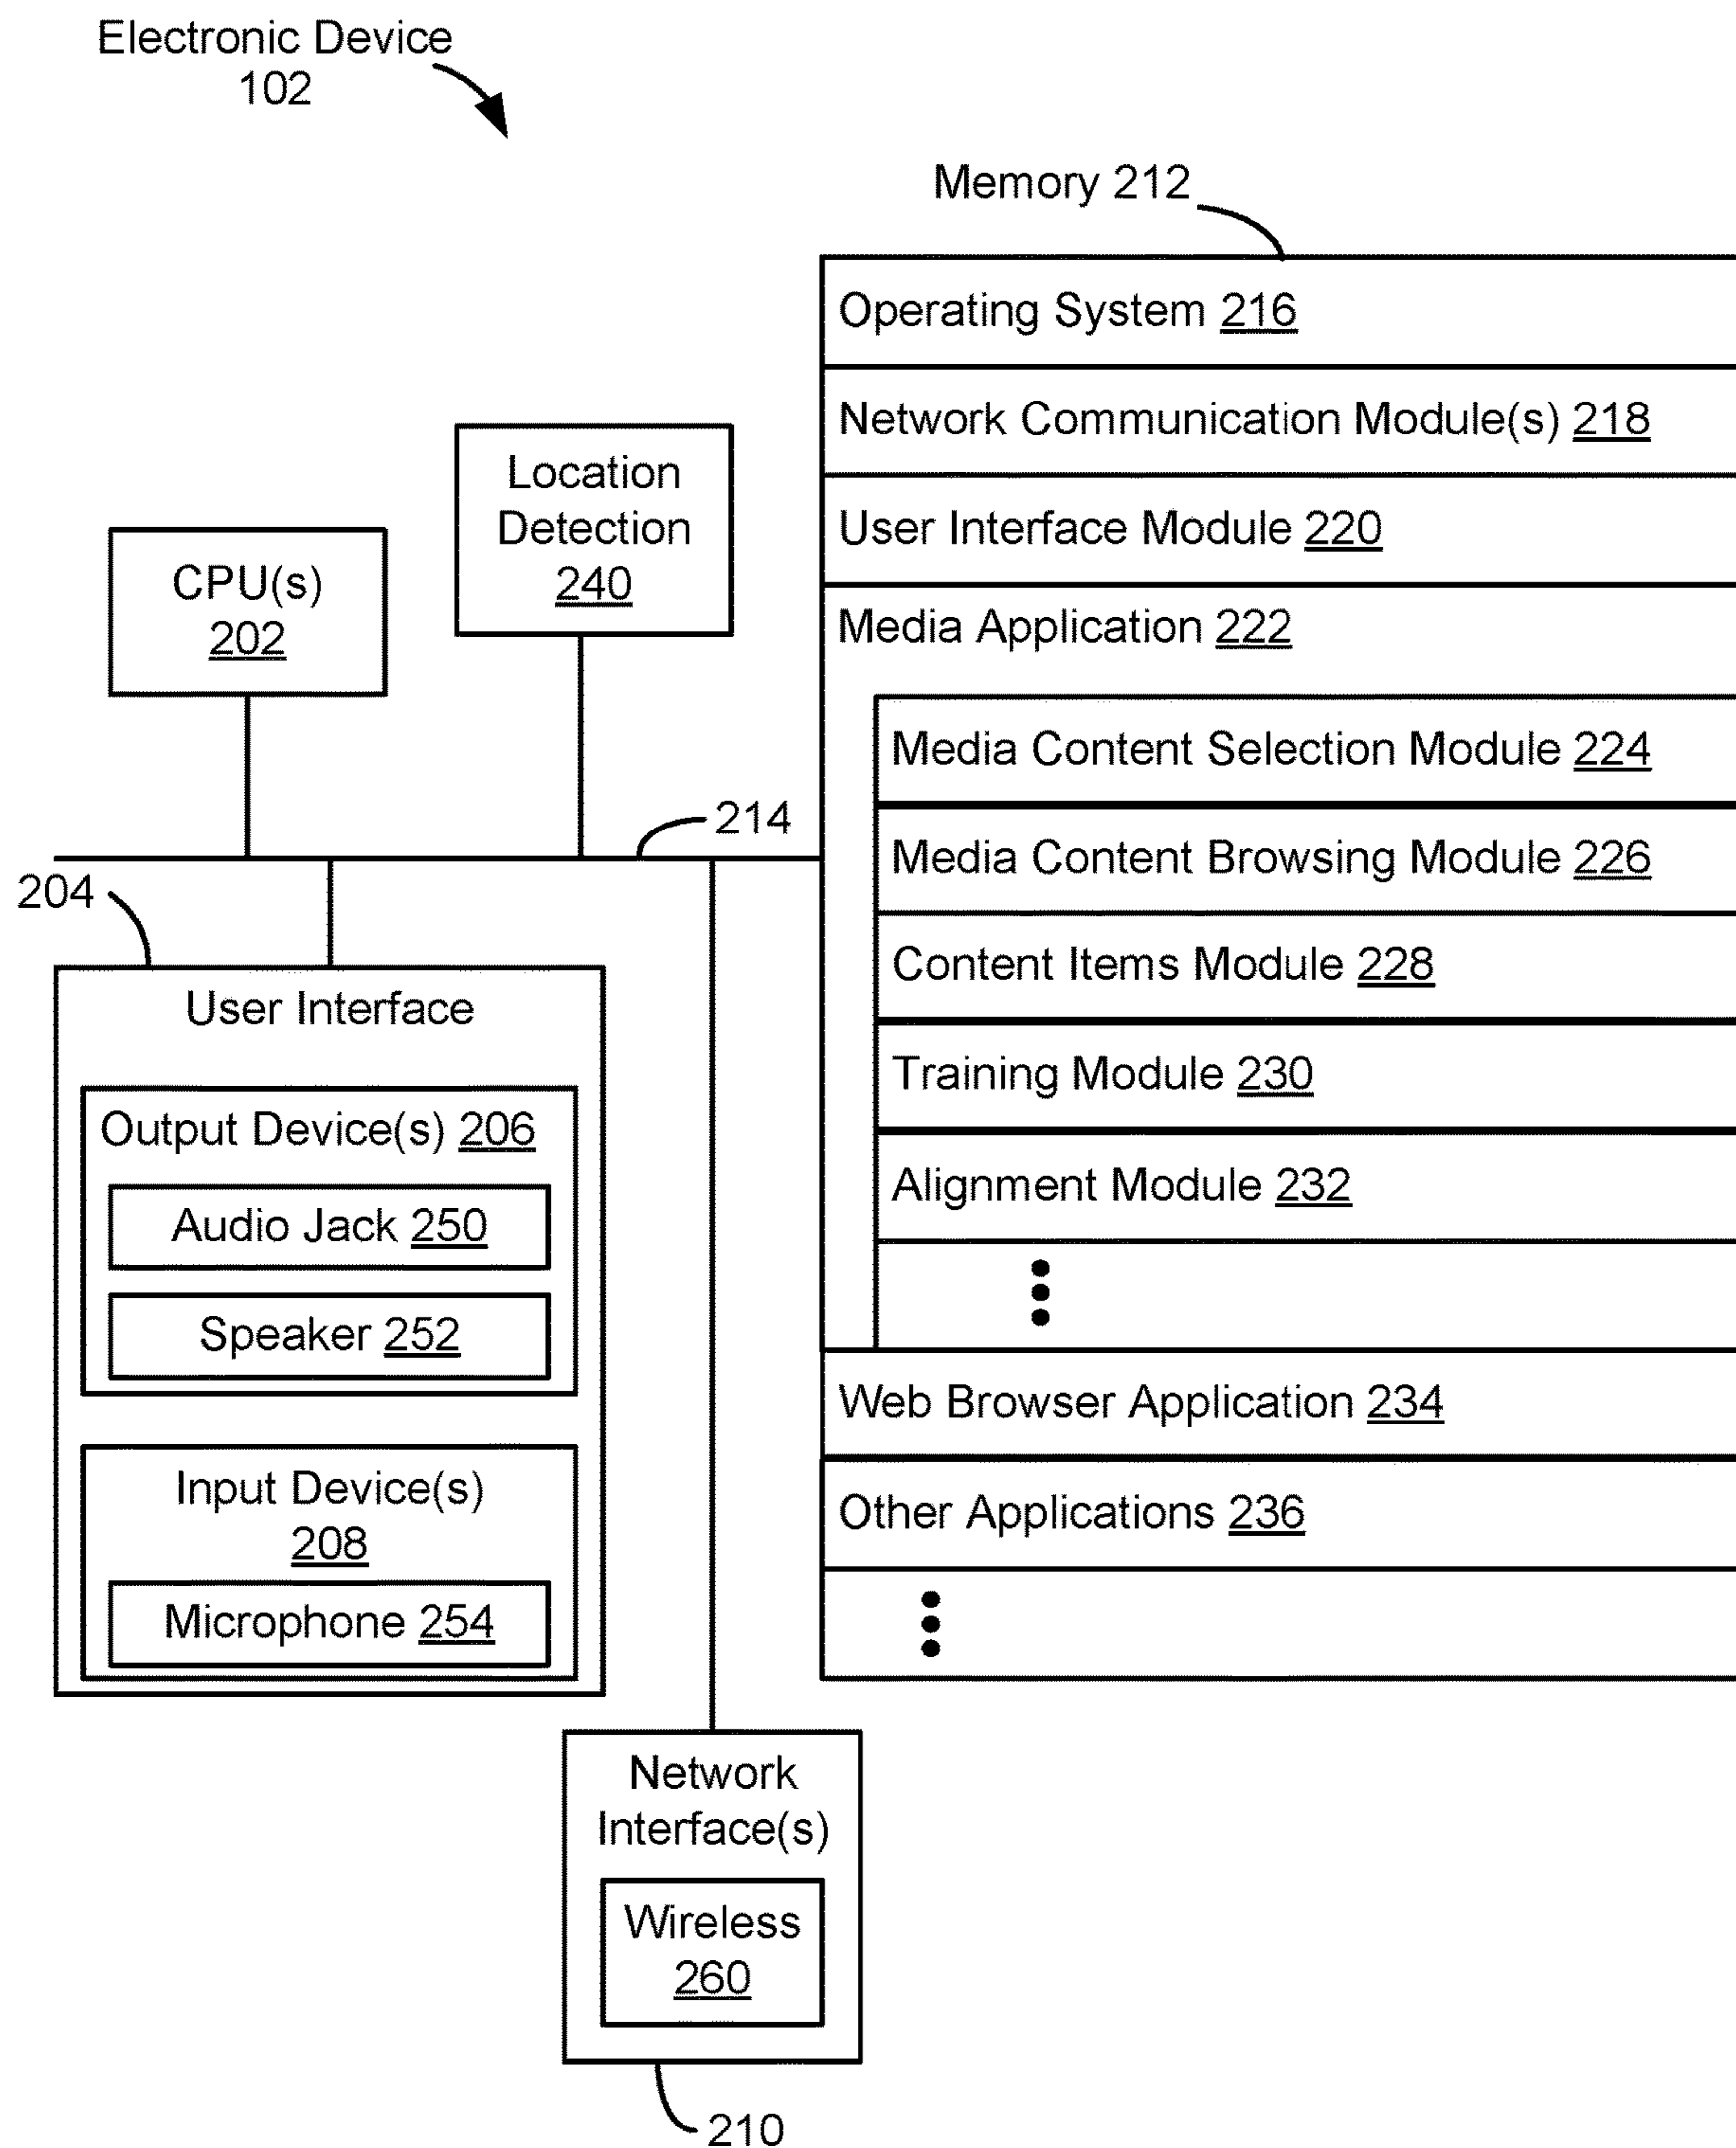 Electronic Device
102
Memory 212
Operating System 216
Network Communication Module(s) 218
User Interface Module 220
Media Application 222
Media Content Selection Module 224
Media Content Browsing Module 226
Content Items Module 228
Training Module 230
Alignment Module 232
Web Browser Application 234
Other Applications 236
Location
Detection
240
CPU(s)
202
214
204
User Interface
Output Device(s) 206
Audio Jack 250
Speaker 252
Input Device(s)
208
Microphone 254
Network
Interface(s)
Wireless
260
210